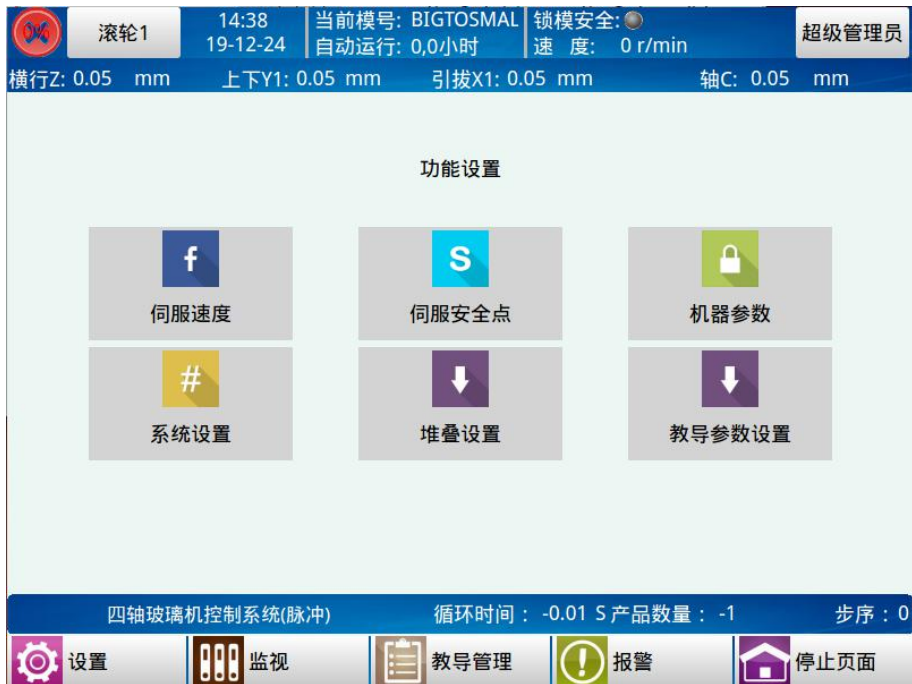 滚轮1
14:38
19-12-24
当前模号: BIGTOSMAL
自动运行: 0,0小时
锁模安全:
速 度: 0 r/min
超级管理员
横行Z: 0.05 mm 上下Y1: 0.05 mm 引拔X1: 0.05 mm 轴C: 0.05 mm
功能设置
f
S
伺服速度 伺服安全点 机器参数
#
系统设置 堆叠设置 教导参数设置
四轴玻璃机控制系统(脉冲) 循环时间: -0.01 S 产品数量: -1 步序: 0
设置 监视 教导管理 报警 停止页面